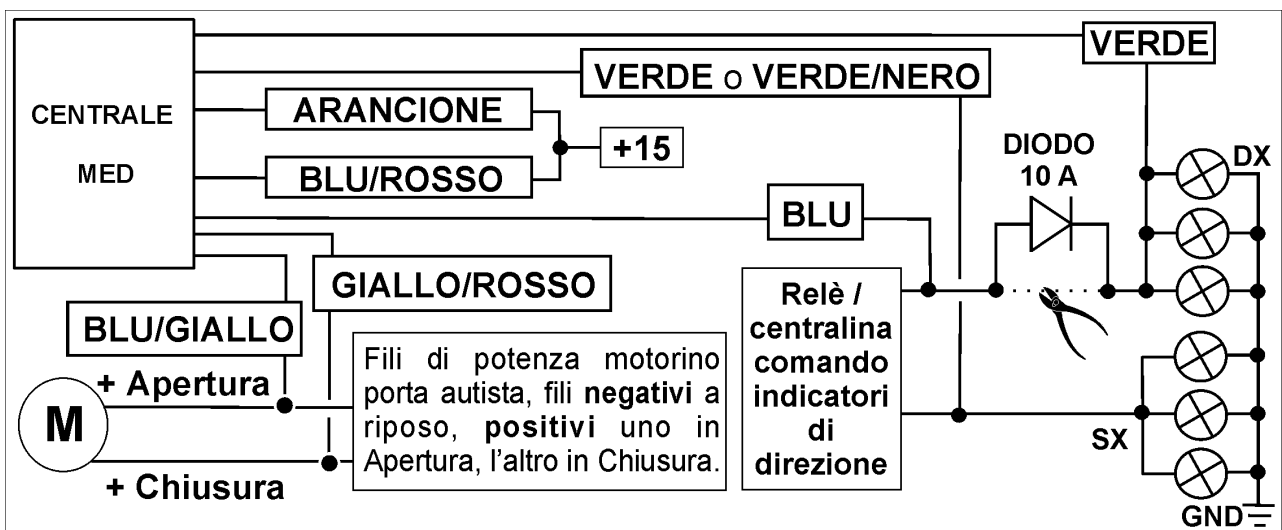 VERDE
VERDE o VERDE/NERO
CENTRALE
MED
ARANCIONE
+15
BLU/ROSSO
DIODO
10 A
DX
BLU
GIALLO/ROSSO
BLU/GIALLO
Relè /
centralina
comando
indicatori
di
direzione
Fili di potenza motorino
porta autista, fili negativi a
riposo, positivi uno in
Apertura, l'altro in Chiusura.
+ Apertura
M
+ Chiusura
SX
GND